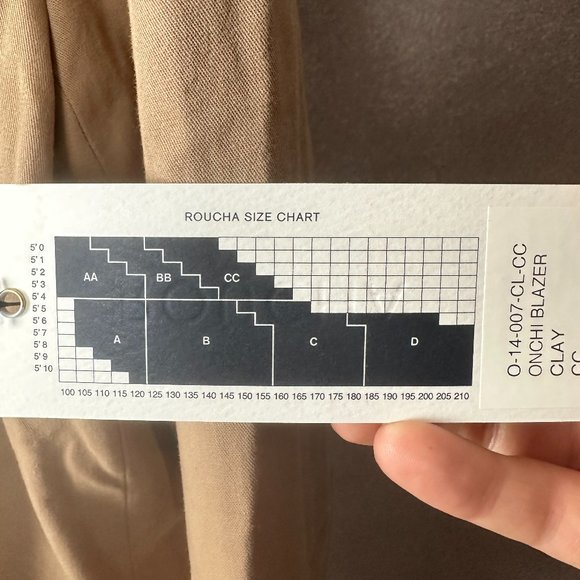 ROUCHA SIZE CHART
5' 0
5' 1
5' 2
5' 3
5' 4
5' 5
5' 6
5' 7
5' 8
5' 9
5' 10
AA BB CC
A B C D
100 105 110 115 120 125 130 135 140 145 150 155 160 165 170 175 180 185 190 195 200 205 210
O-14-007-CL-CC
ONCHI BLAZER
CLAY
CC